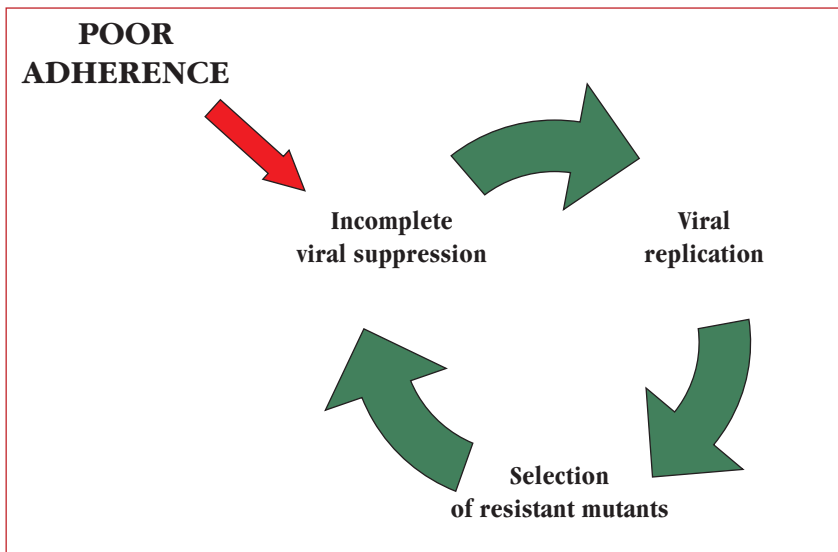 POOR
ADHERENCE
Incomplete
viral suppression
Viral
replication
Selection
of resistant mutants